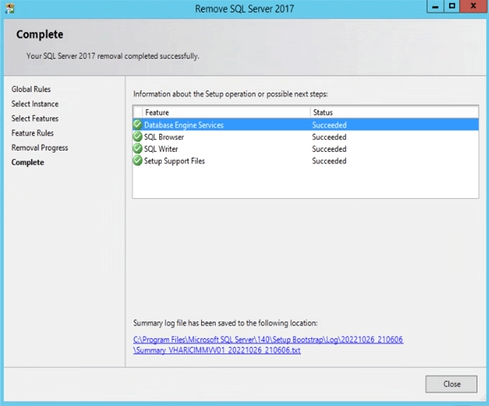 Remove SQL Server 2017
Complete
Your SQL Server 2017 removal completed successfully.
Global Rules
Select Instance
Select Features
Feature Rules
Removal Progress
Complete
Information about the Setup operation or possible next steps:
Feature Status
Database Engine Services Succeeded
SQL Browser Succeeded
SQL Writer Succeeded
Setup Support Files Succeeded
Summary log file has been saved to the following location:
C:\Program Files\Microsoft SQL Server\140\Setup Bootstrap\Log\20221026_210606
\Summary_VHARICIMMVV01_20221026_210606.txt
Close